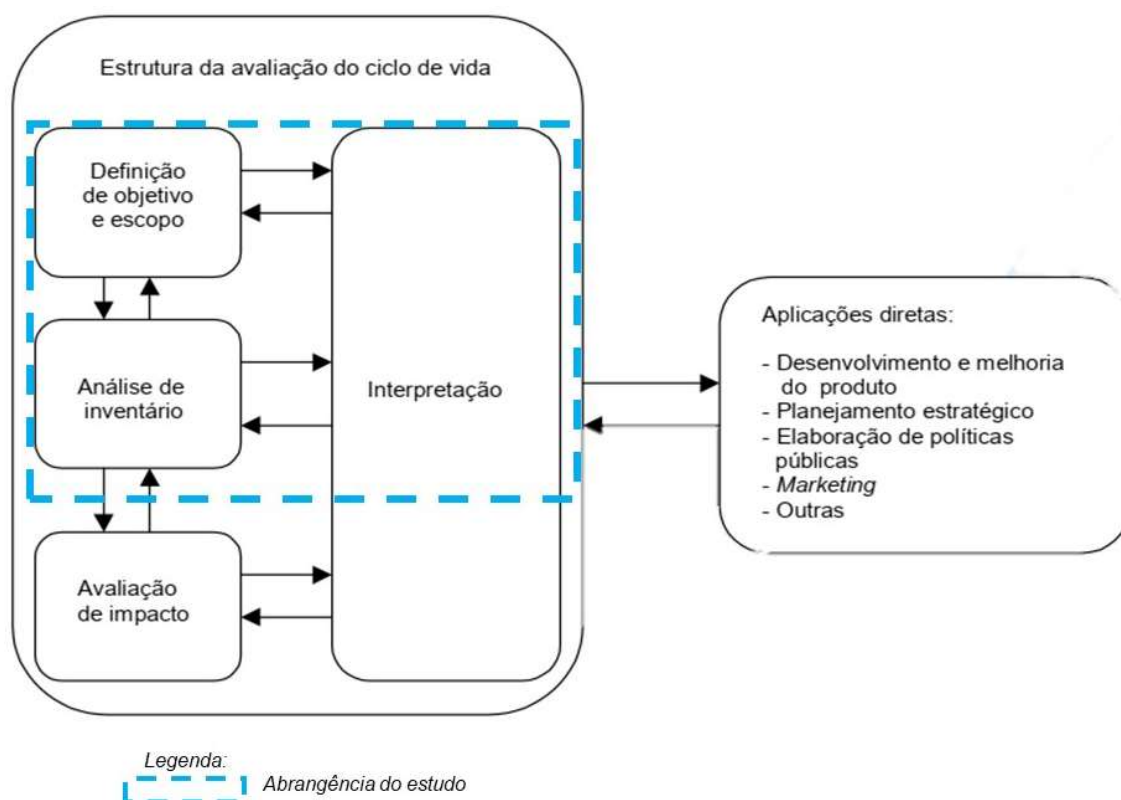 Estrutura da avaliação do ciclo de vida
Definição
de objetivo
e escopo
Análise de
inventário
Avaliação
de impacto
Interpretação
Aplicações diretas:
- Desenvolvimento e melhoria
do produto
- Planejamento estratégico
- Elaboração de políticas
públicas
- Marketing
- Outras
Legenda:
Abrangência do estudo